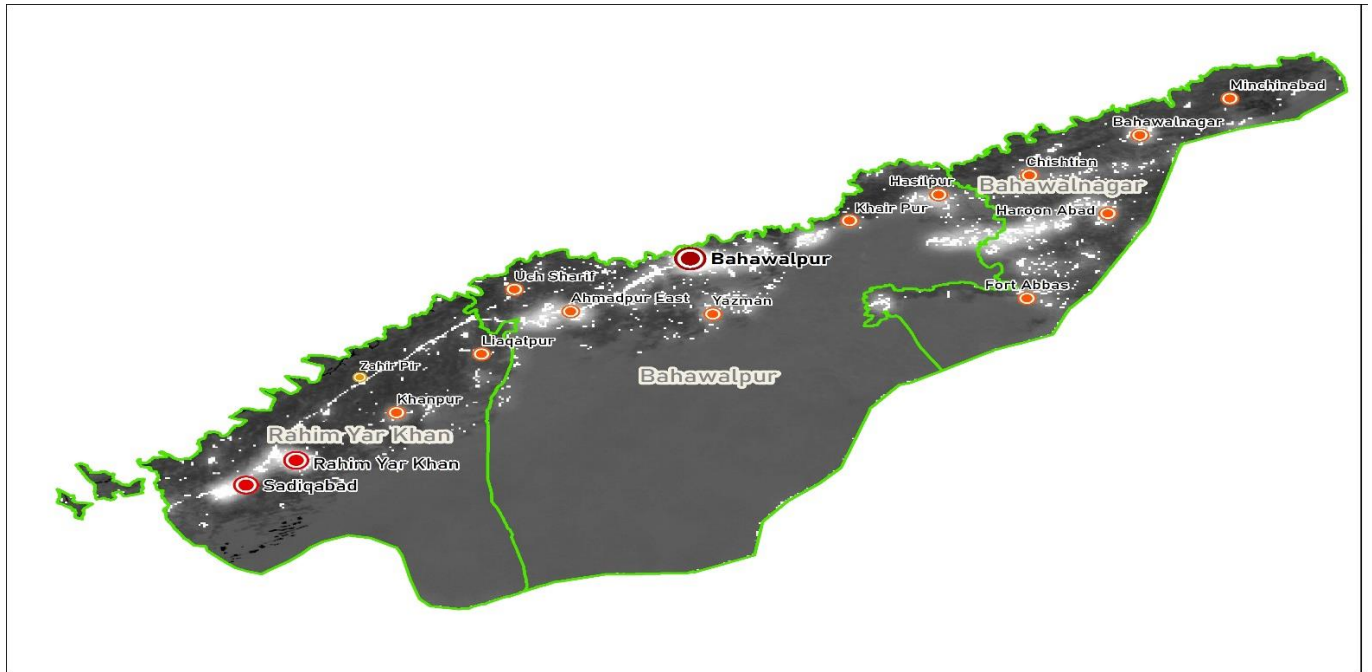 Minchinabad
Bahawalnagar
Chishtian
Bahawalnagar
Hasilpur
Haroon Abad
Khair Pur
Bahawalpur
Uch Sharif
Fort Abbas
Ahmadpur East
Yazman
Liaqatpur
Zahir Pir
Bahawalpur
Khanpur
Rahim Yar Khan
Rahim Yar Khan
Sadiqabad